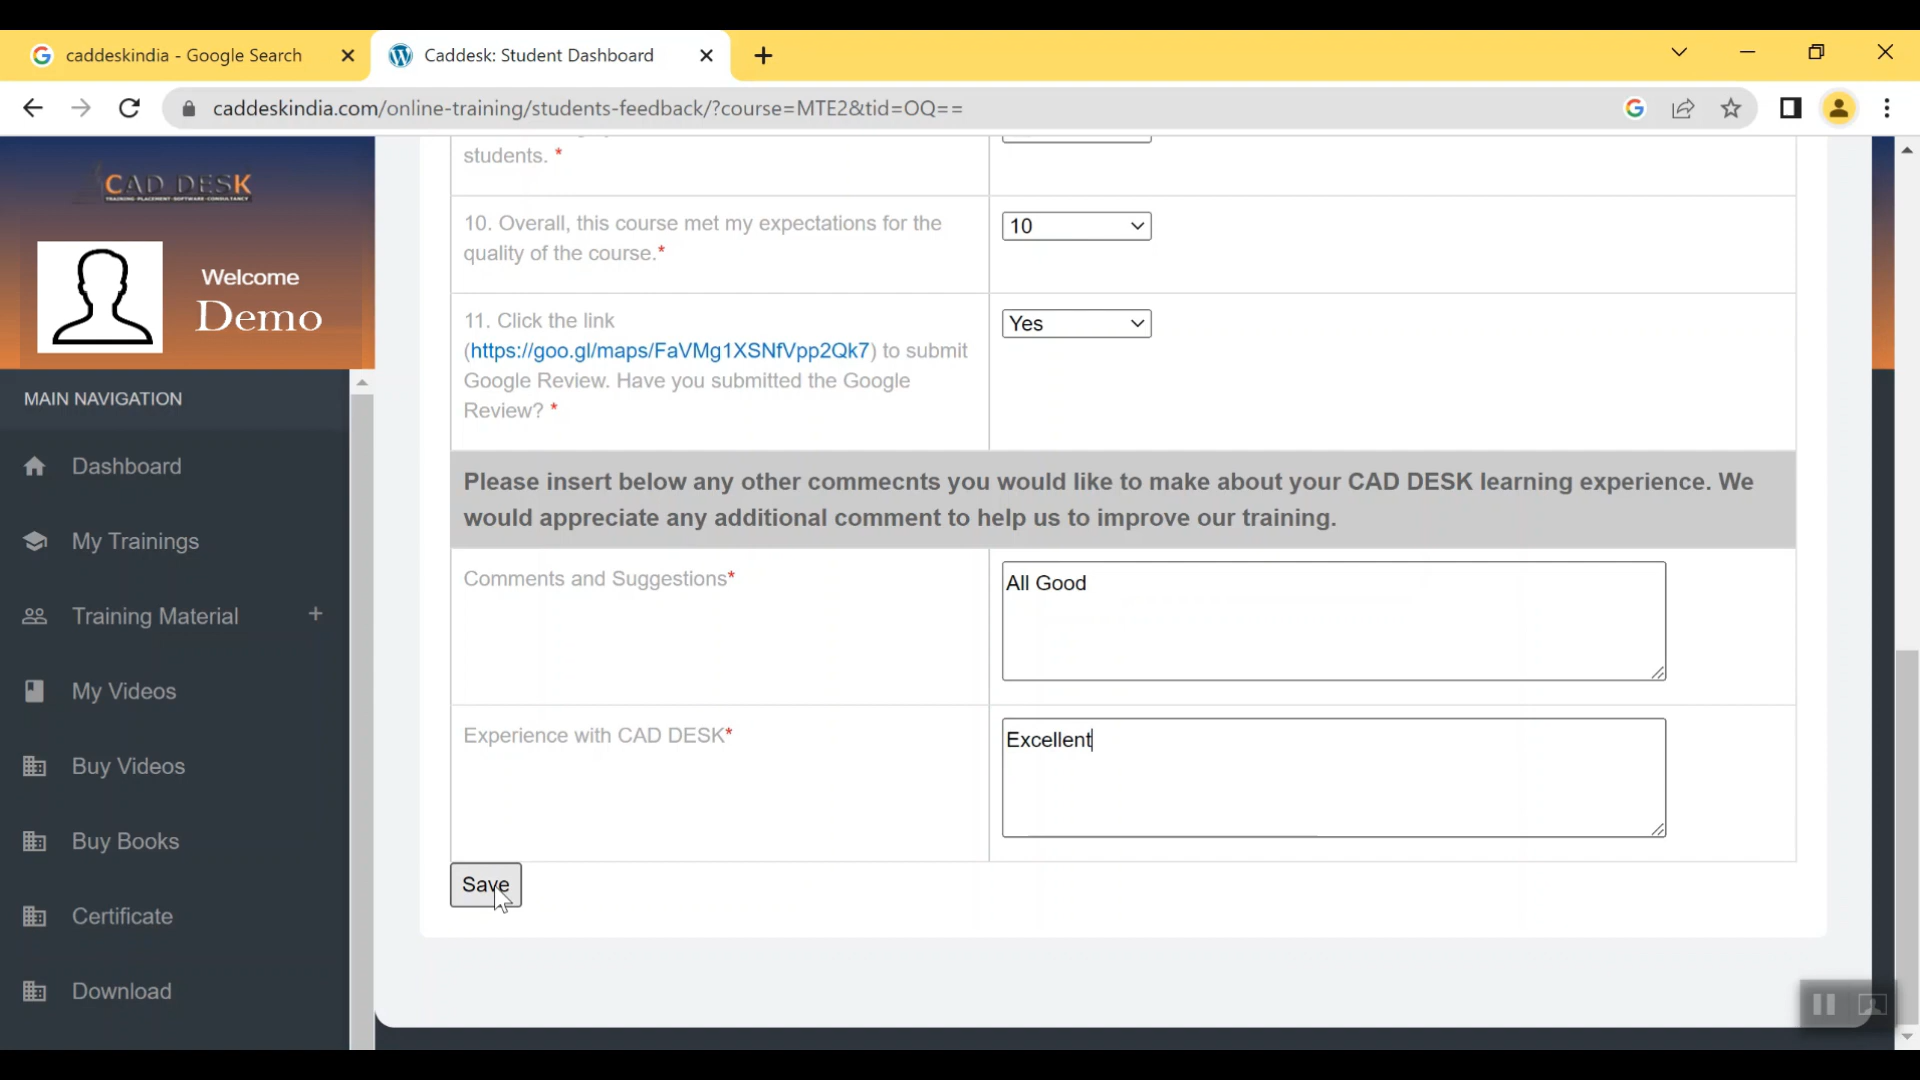 caddeskindia - Google Search
Caddesk: Student Dashboard
caddeskindia.com/online-training/students-feedback/?course=MTE2&tid=OQ==
CAD DESK
TRAINING-PLACEMENT-SOFTWARE-CONSULTANCY
Welcome
Demo
MAIN NAVIGATION
Dashboard
My Trainings
Training Material +
My Videos
Buy Videos
Buy Books
Certificate
Download
students. *
10. Overall, this course met my expectations for the
quality of the course.*
10
11. Click the link
(https://goo.gl/maps/FaVMg1XSNfVpp2Qk7) to submit
Google Review. Have you submitted the Google
Review? *
Yes
Please insert below any other commecnts you would like to make about your CAD DESK learning experience. We
would appreciate any additional comment to help us to improve our training.
Comments and Suggestions*
All Good
Experience with CAD DESK*
Excellent
Save